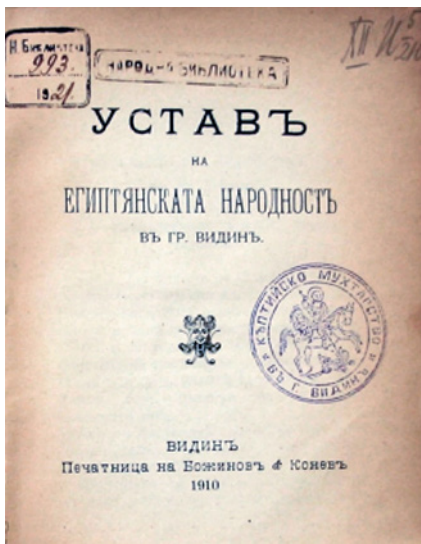 Н. Библиотека
993.
1921.
НАРОД. БИБЛИОТЕКА
XII
УСТАВЪ
НА
ЕГИПТЯНСКАТА НАРОДНОСТЬ
ВЪ ГР. ВИДИНЪ.
КЪПТИЙСКО МУХТАРСТВО
ВЪ Г. ВИДИНЪ
ВИДИНЪ
Печатница на Божиновъ & Коневъ
1910